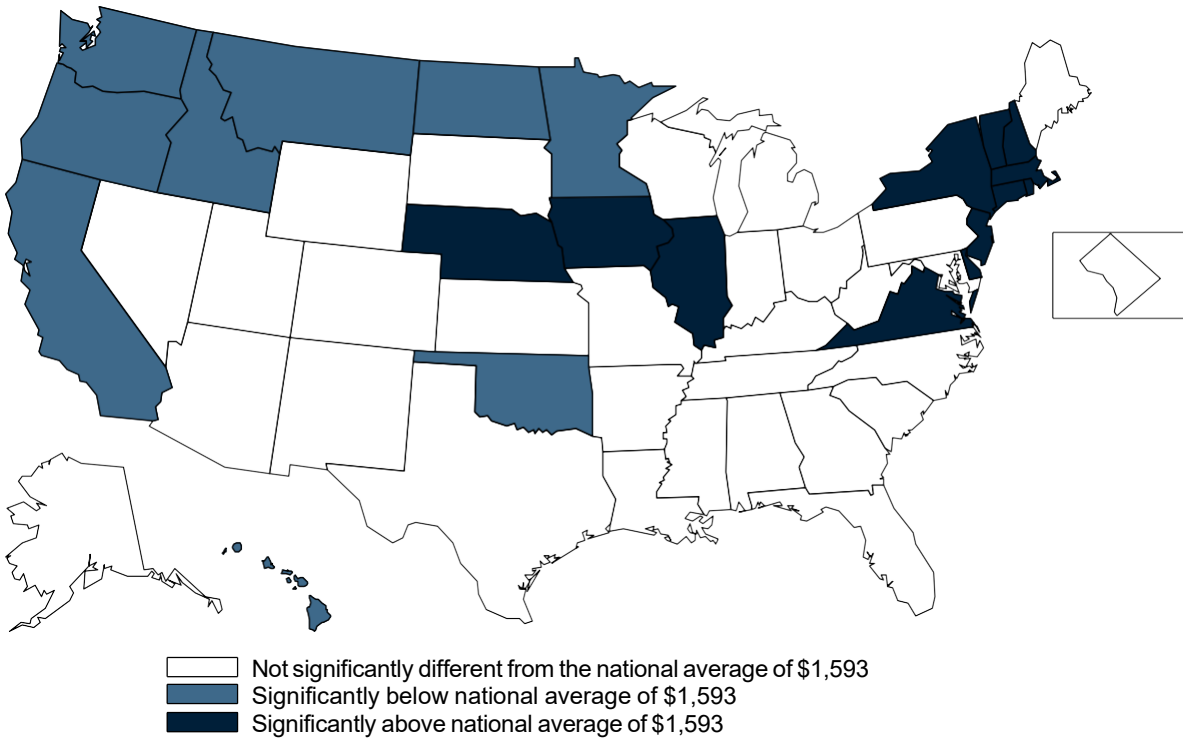 Not significantly different from the national average of $1,593
Significantly below national average of $1,593
Significantly above national average of $1,593